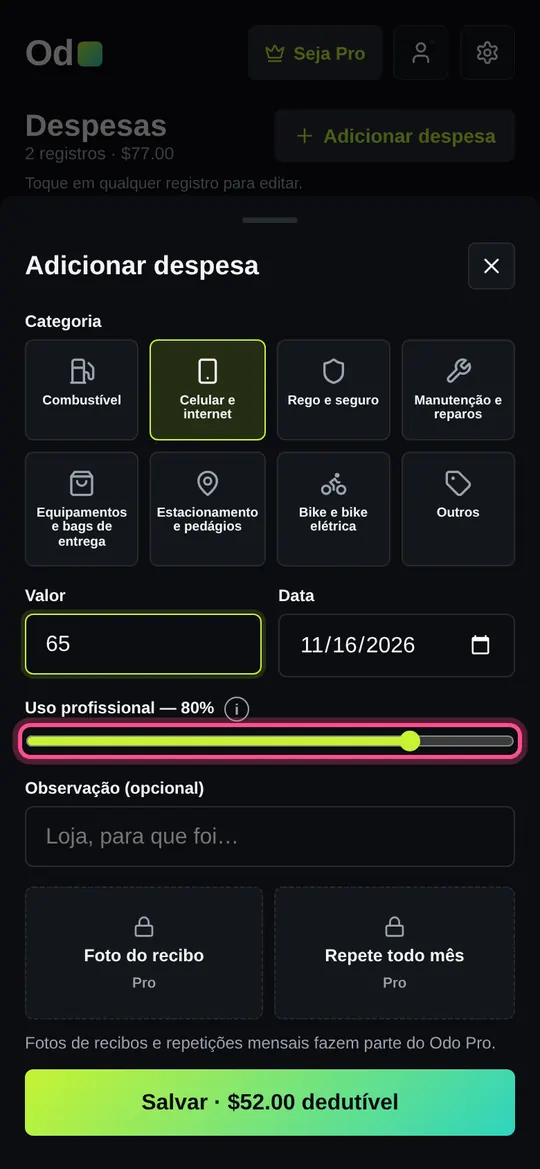 Od
Seja Pro
Despesas
2 registros · $77.00
Adicionar despesa
Toque em qualquer registro para editar.
Adicionar despesa
Categoria
Combustível
Celular e
internet
Rego e seguro
Manutenção e
reparos
Equipamentos
e bags de
entrega
Estacionamento
e pedágios
Bike e bike
elétrica
Outros
Valor
Data
65
11/16/2026
Uso profissional — 80%
Observação (opcional)
Loja, para que foi…
Foto do recibo
Pro
Repete todo mês
Pro
Fotos de recibos e repetições mensais fazem parte do Odo Pro.
Salvar · $52.00 dedutível